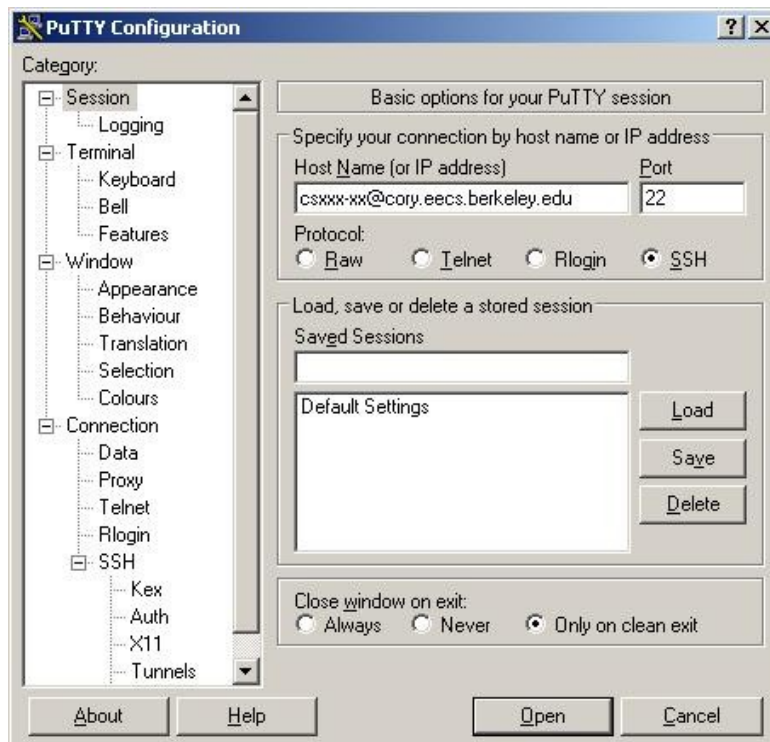 PuTTY Configuration
Category:
Session
Logging
Terminal
Keyboard
Bell
Features
Window
Appearance
Behaviour
Translation
Selection
Colours
Connection
Data
Proxy
Telnet
Rlogin
SSH
Kex
Auth
X11
Tunnels
Basic options for your PuTTY session
Specify your connection by host name or IP address
Host Name (or IP address) Port
csxxx-xx@cory.eecs.berkeley.edu 22
Protocol:
Raw Telnet Rlogin SSH
Load, save or delete a stored session
Saved Sessions
Default Settings
Load
Save
Delete
Close window on exit:
Always Never Only on clean exit
About Help Open Cancel